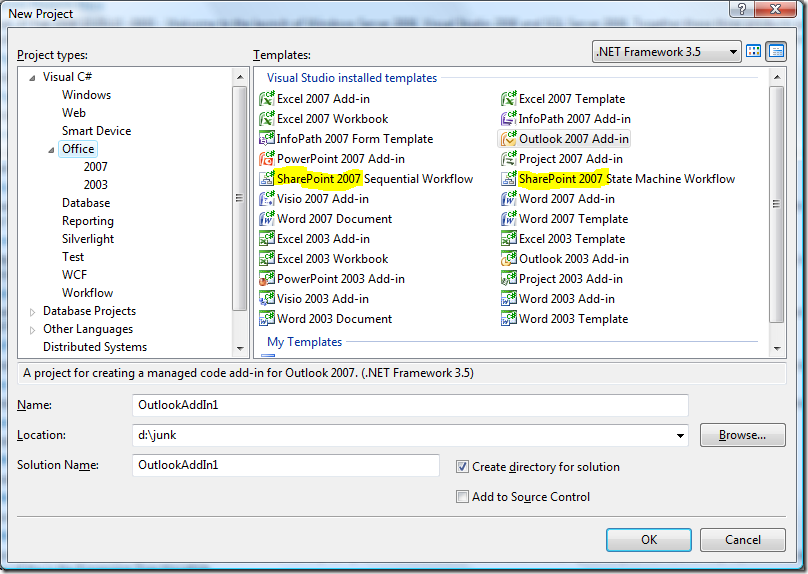 New Project
Project types:
Templates:
.NET Framework 3.5
Visual C#
Windows
Web
Smart Device
Office
2007
2003
Database
Reporting
Silverlight
Test
WCF
Workflow
Database Projects
Other Languages
Distributed Systems
Visual Studio installed templates
Excel 2007 Add-in
Excel 2007 Template
Excel 2007 Workbook
InfoPath 2007 Add-in
InfoPath 2007 Form Template
Outlook 2007 Add-in
PowerPoint 2007 Add-in
Project 2007 Add-in
SharePoint 2007 Sequential Workflow
SharePoint 2007 State Machine Workflow
Visio 2007 Add-in
Word 2007 Add-in
Word 2007 Document
Word 2007 Template
Excel 2003 Add-in
Excel 2003 Template
Excel 2003 Workbook
Outlook 2003 Add-in
PowerPoint 2003 Add-in
Project 2003 Add-in
Visio 2003 Add-in
Word 2003 Add-in
Word 2003 Document
Word 2003 Template
My Templates
A project for creating a managed code add-in for Outlook 2007. (.NET Framework 3.5)
Name:
OutlookAddIn1
Location:
d:\junk
Browse...
Solution Name:
OutlookAddIn1
Create directory for solution
Add to Source Control
OK
Cancel